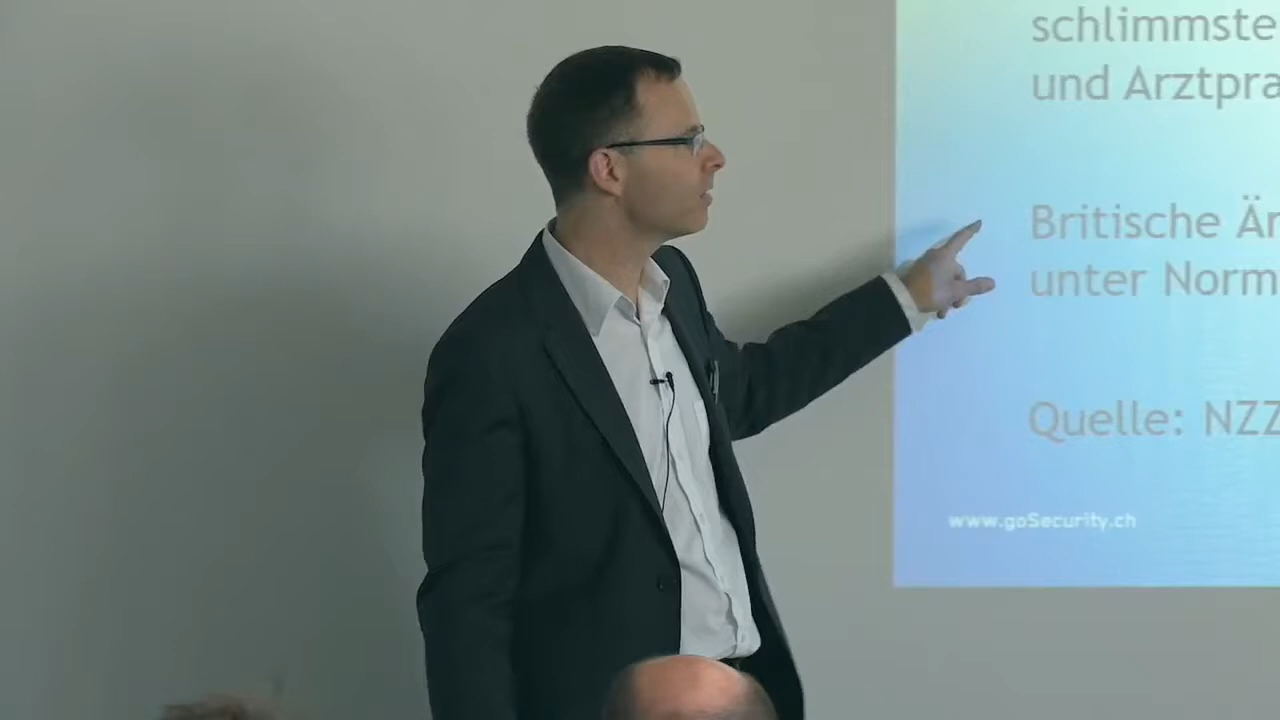 schlimmste
und Arztpra
Britische Är
unter Norm
Quelle: NZZ
www.goSecurity.ch